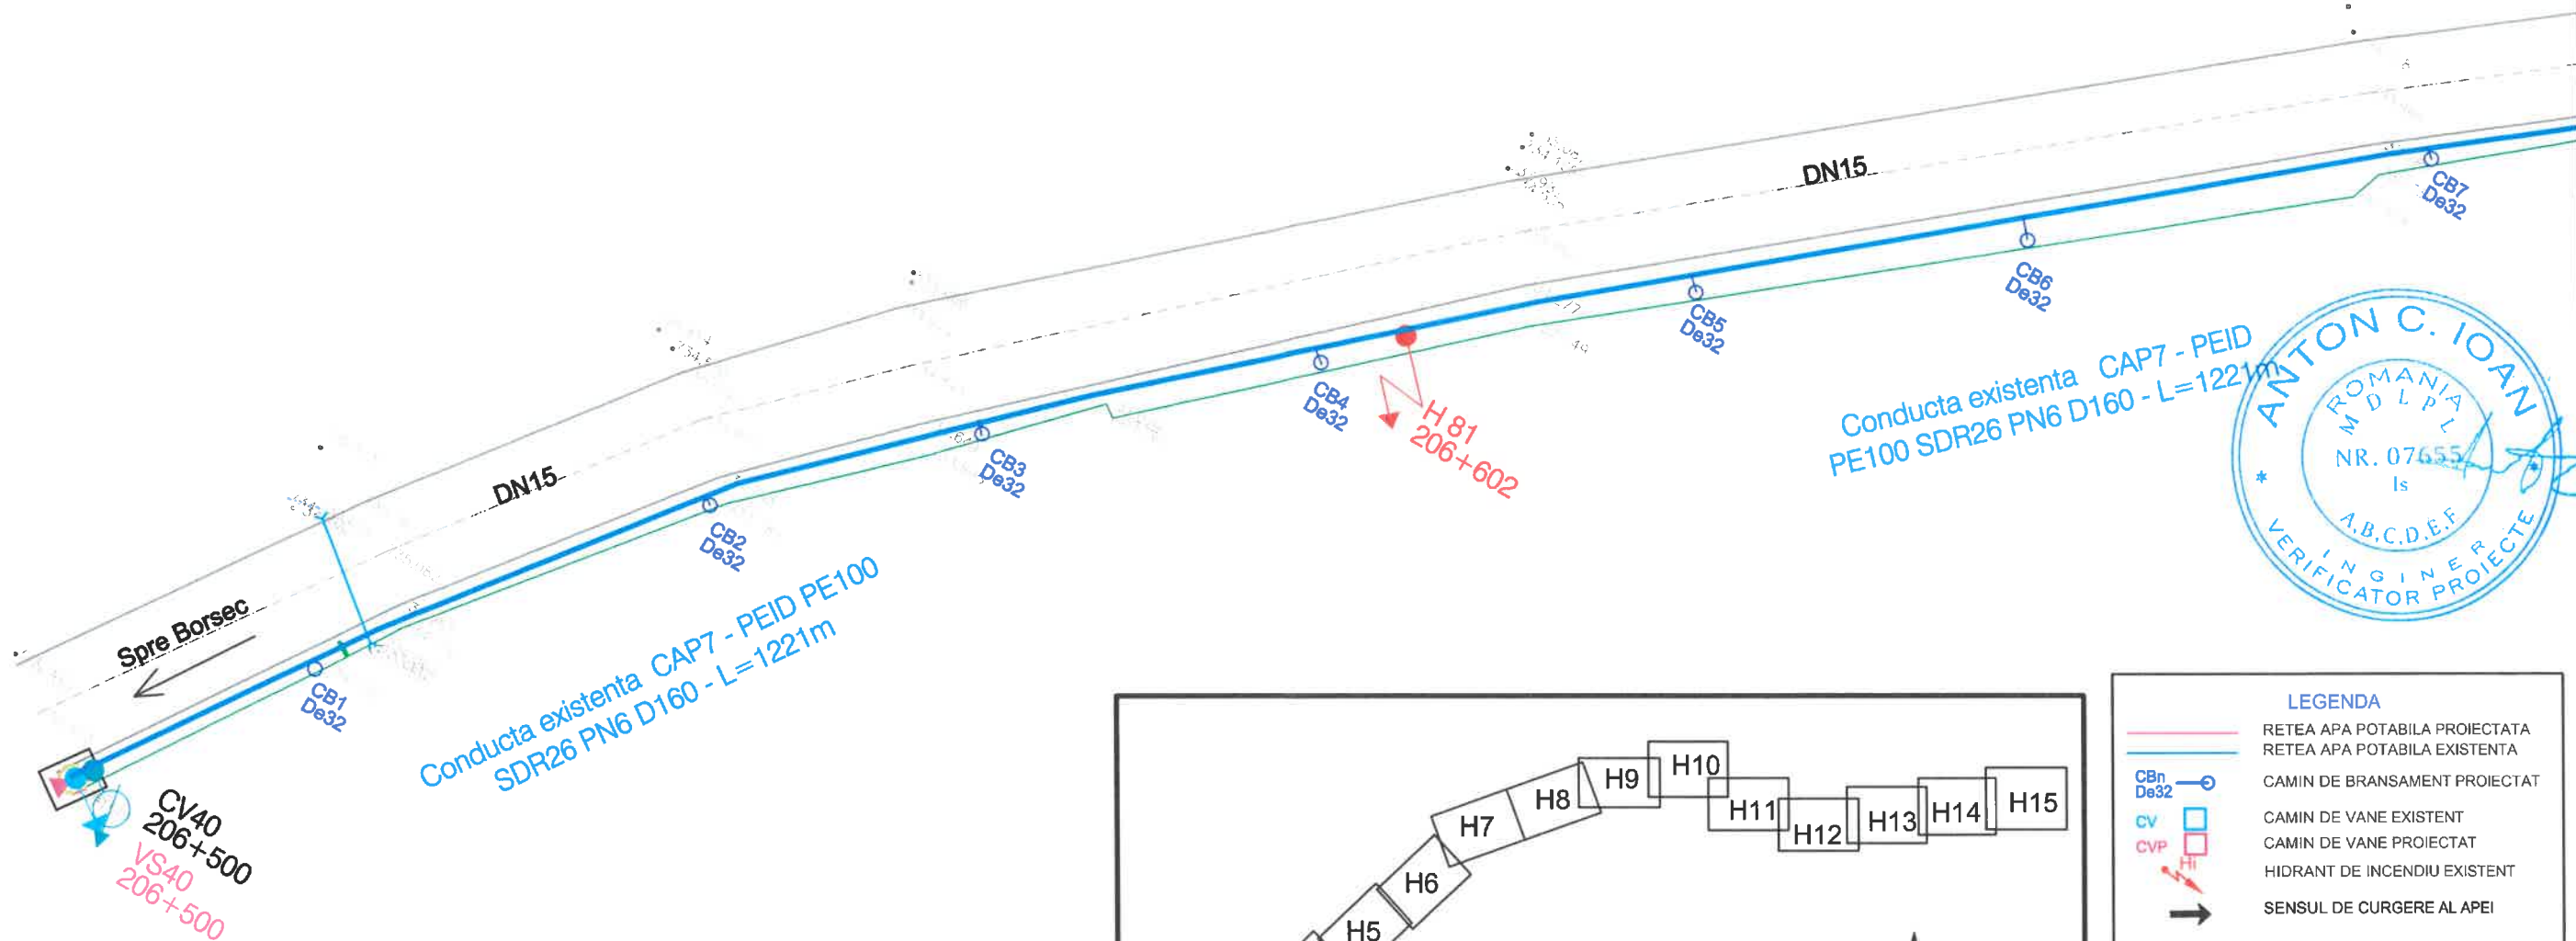 DN15
DN15
Spre Borsec
CB1
De32
CB2
De32
CB3
De32
CB4
De32
CB5
De32
CB6
De32
CB7
De32
H 81
206+602
CV40
206+500
VS40
206+500
Conducta existenta CAP7 - PEID PE100
SDR26 PN6 D160 - L=1221m
Conducta existenta CAP7 - PEID
PE100 SDR26 PN6 D160 - L=1221m
ANTON C. IOAN
ROMANIA
MDLPL
NR. 07655
Is
A,B,C,D,E,F
INGINER
VERIFICATOR PROIECTE
H5
H6
H7
H8
H9
H10
H11
H12
H13
H14
H15
LEGENDA
RETEA APA POTABILA PROIECTATA
RETEA APA POTABILA EXISTENTA
CBn
De32
CAMIN DE BRANSAMENT PROIECTAT
CV
CAMIN DE VANE EXISTENT
CVP
CAMIN DE VANE PROIECTAT
Hi
HIDRANT DE INCENDIU EXISTENT
SENSUL DE CURGERE AL APEI